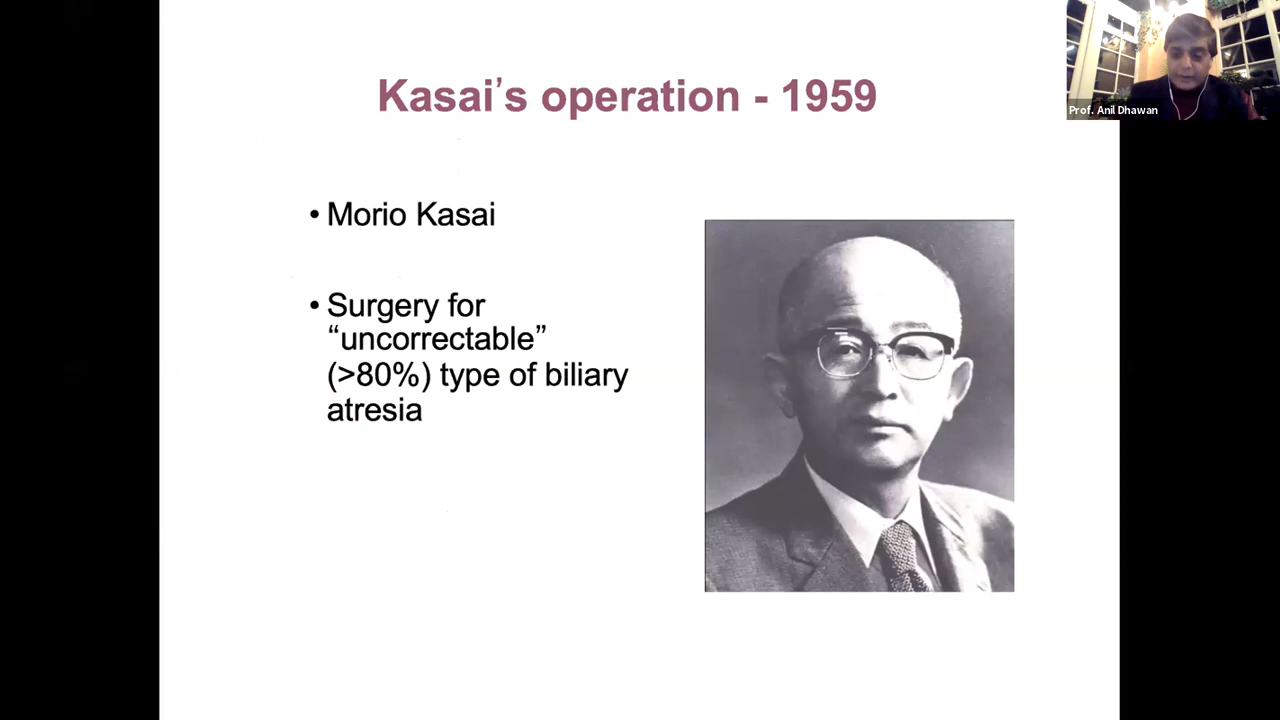 Kasai’s operation - 1959
• Morio Kasai
• Surgery for
“uncorrectable”
(>80%) type of biliary
atresia
Prof. Anil Dhawan